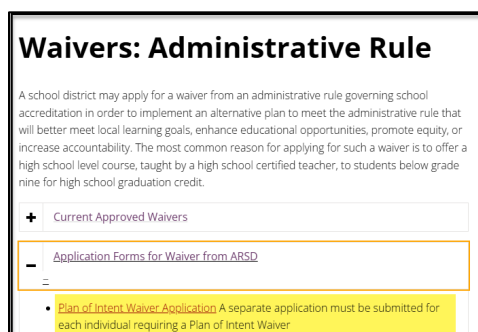 Waivers: Administrative Rule
A school district may apply for a waiver from an administrative rule governing school
accreditation in order to implement an alternative plan to meet the administrative rule that
will better meet local learning goals, enhance educational opportunities, promote equity, or
increase accountability. The most common reason for applying for such a waiver is to offer a
high school level course, taught by a high school certified teacher, to students below grade
nine for high school graduation credit.
+ Current Approved Waivers
− Application Forms for Waiver from ARSD
–
• Plan of Intent Waiver Application A separate application must be submitted for
each individual requiring a Plan of Intent Waiver